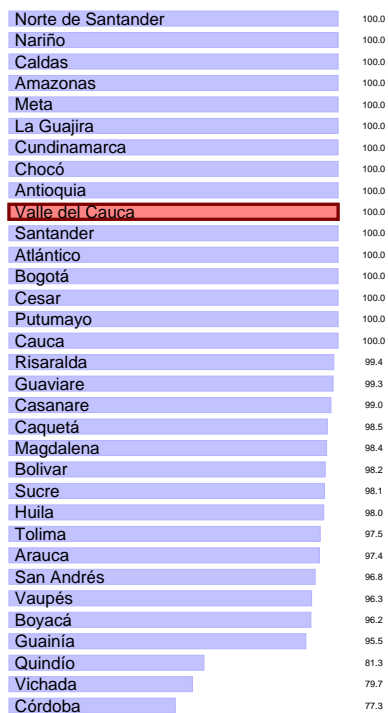 Norte de Santander 100.0
Nariño 100.0
Caldas 100.0
Amazonas 100.0
Meta 100.0
La Guajira 100.0
Cundinamarca 100.0
Chocó 100.0
Antioquia 100.0
Valle del Cauca 100.0
Santander 100.0
Atlántico 100.0
Bogotá 100.0
Cesar 100.0
Putumayo 100.0
Cauca 100.0
Risaralda 99.4
Guaviare 99.3
Casanare 99.0
Caquetá 98.5
Magdalena 98.4
Bolivar 98.2
Sucre 98.1
Huila 98.0
Tolima 97.5
Arauca 97.4
San Andrés 96.8
Vaupés 96.3
Boyacá 96.2
Guainía 95.5
Quindío 81.3
Vichada 79.7
Córdoba 77.3